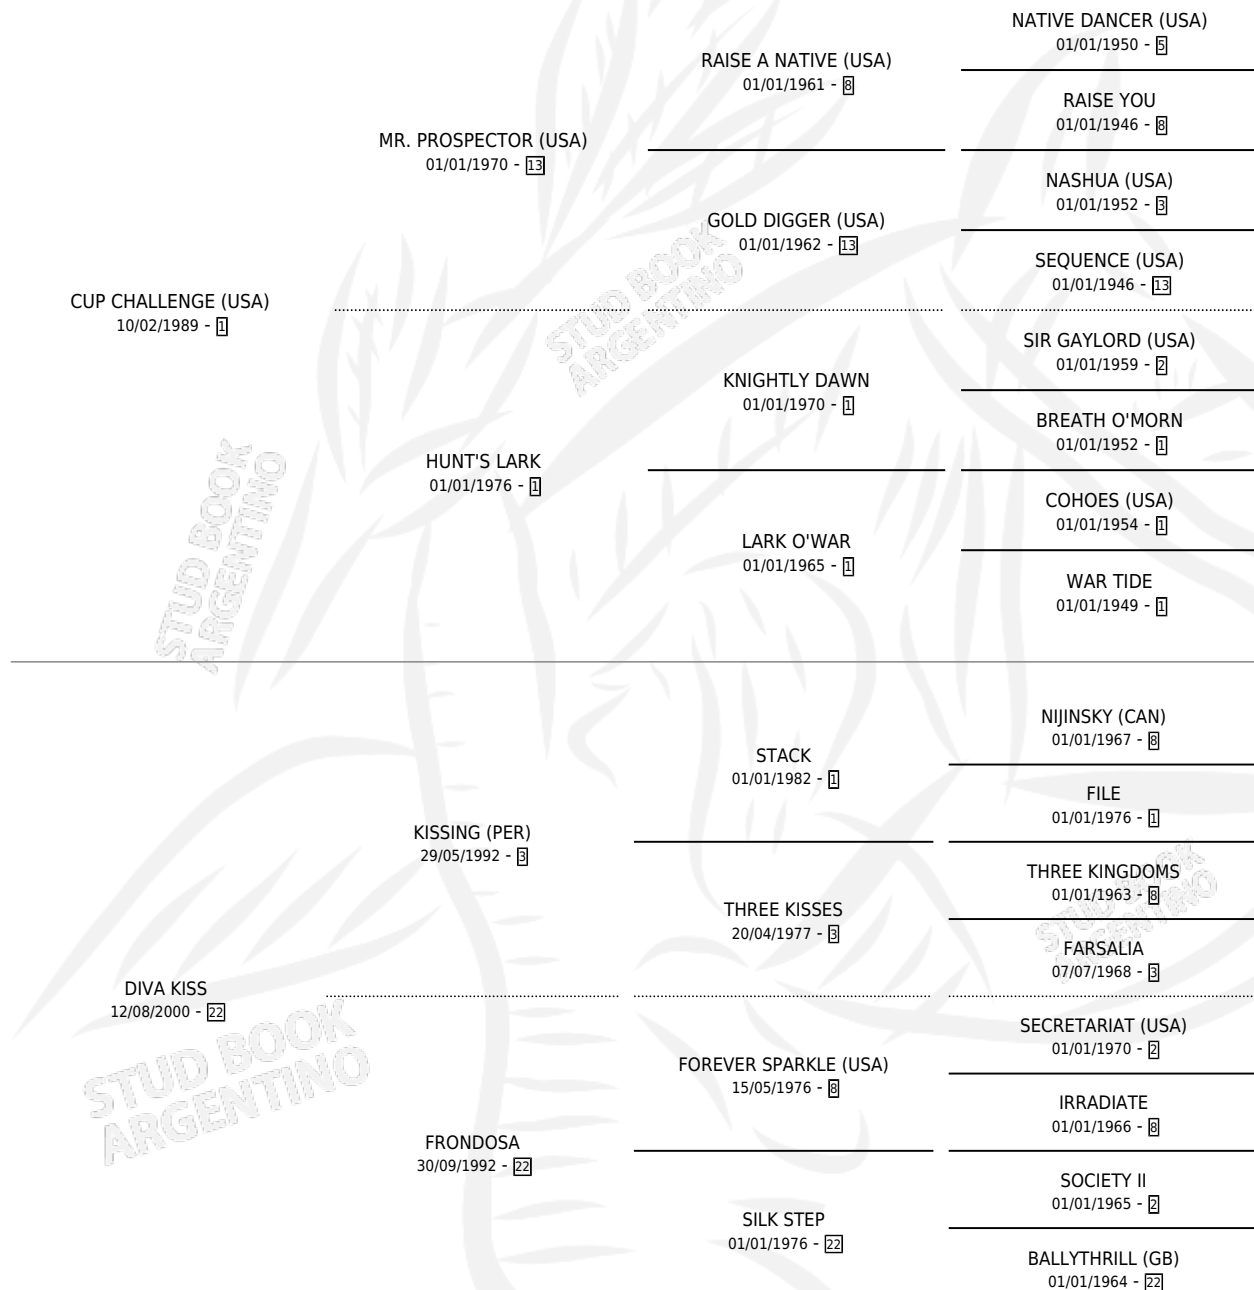 NATIVE DANCER (USA)
01/01/1950 - 5
RAISE A NATIVE (USA)
01/01/1961 - 8
RAISE YOU
01/01/1946 - 8
MR. PROSPECTOR (USA)
01/01/1970 - 13
NASHUA (USA)
01/01/1952 - 3
GOLD DIGGER (USA)
01/01/1962 - 13
SEQUENCE (USA)
01/01/1946 - 13
STUD BOOK
ARGENTINO
CUP CHALLENGE (USA)
10/02/1989 - 1
SIR GAYLORD (USA)
01/01/1959 - 2
KNIGHTLY DAWN
01/01/1970 - 1
BREATH O'MORN
01/01/1952 - 1
HUNT'S LARK
01/01/1976 - 1
COHOES (USA)
01/01/1954 - 1
LARK O'WAR
01/01/1965 - 1
WAR TIDE
01/01/1949 - 1
STUD BOOK
ARGENTINO
NIJINSKY (CAN)
01/01/1967 - 8
STACK
01/01/1982 - 1
FILE
01/01/1976 - 1
KISSING (PER)
29/05/1992 - 3
THREE KINGDOMS
01/01/1963 - 8
THREE KISSES
20/04/1977 - 3
FARSALIA
07/07/1968 - 3
STUD BOOK
ARGENTINO
DIVA KISS
12/08/2000 - 22
SECRETARIAT (USA)
01/01/1970 - 2
FOREVER SPARKLE (USA)
15/05/1976 - 8
IRRADIATE
01/01/1966 - 8
STUD BOOK
ARGENTINO
FRONDOSA
30/09/1992 - 22
SOCIETY II
01/01/1965 - 2
SILK STEP
01/01/1976 - 22
BALLYTHRILL (GB)
01/01/1964 - 22